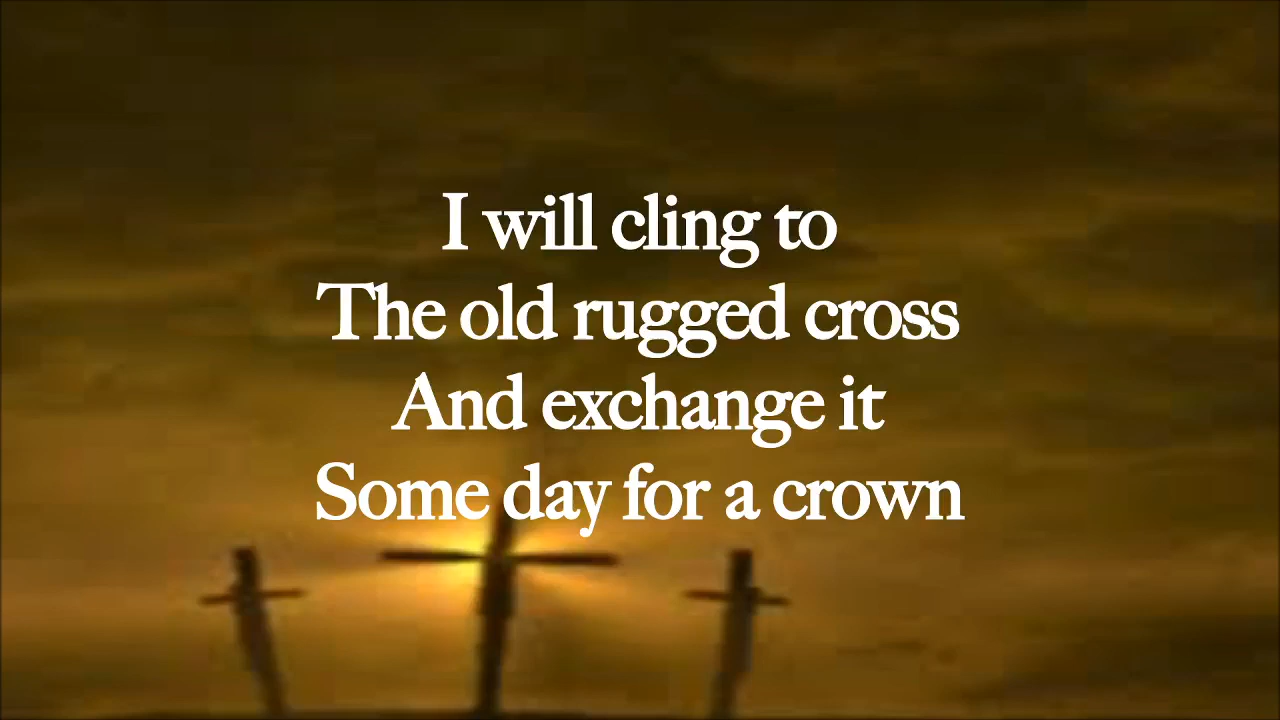 I will cling to
The old rugged cross
And exchange it
Some day for a crown